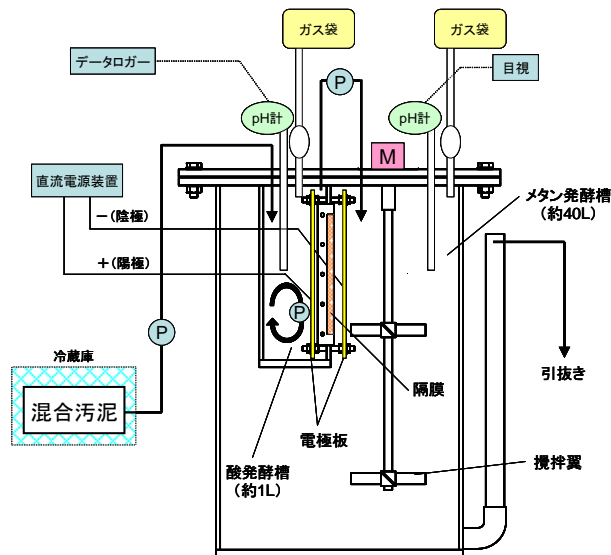 ガス袋
ガス袋
データロガー
P
目視
pH計
pH計
M
直流電源装置
メタン発酵槽
(約40L)
－(陰極)
＋(陽極)
P
P
冷蔵庫
混合汚泥
隔膜
引抜き
電極板
酸発酵槽
(約1L)
攪拌翼